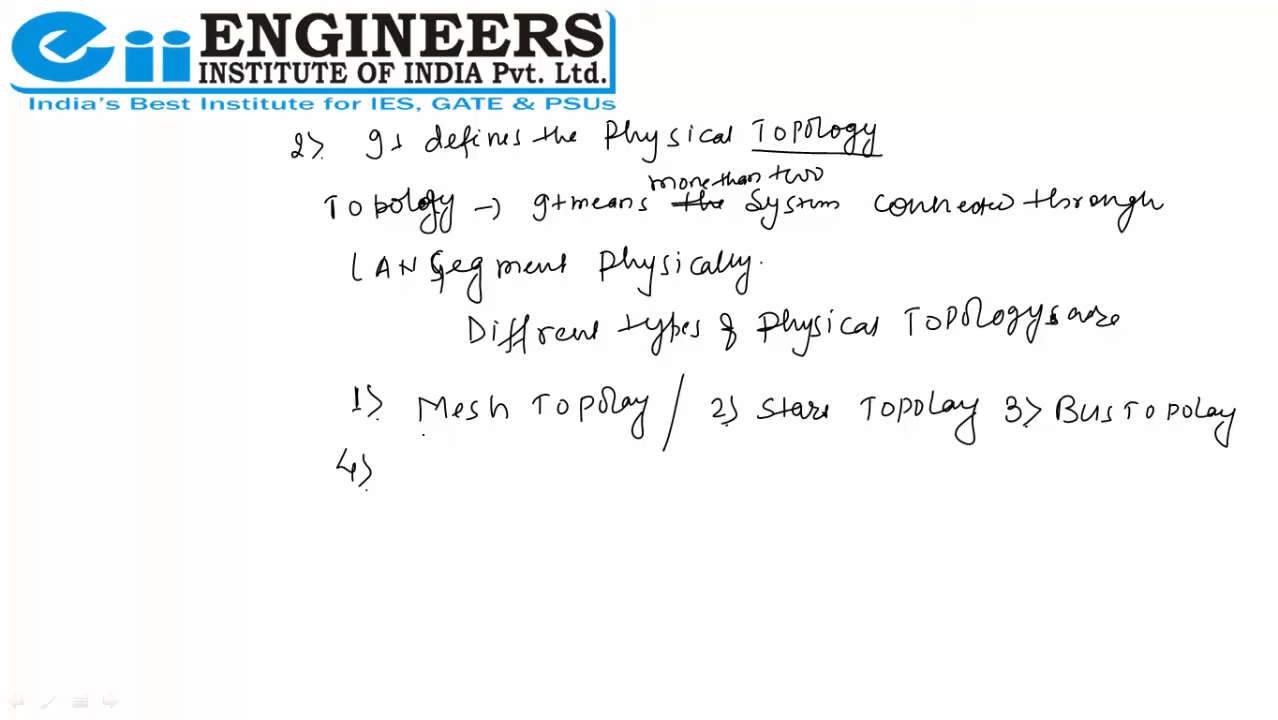 eii ENGINEERS
INSTITUTE OF INDIA Pvt. Ltd.
India's Best Institute for IES, GATE & PSUs
2> It defines the Physical Topology
more than two
Topology → It means the System connected through
LAN Segment Physically.
Different types of Physical Topologys are
1> Mesh Topolay / 2> Star Topolay 3> Bus Topolay
4>